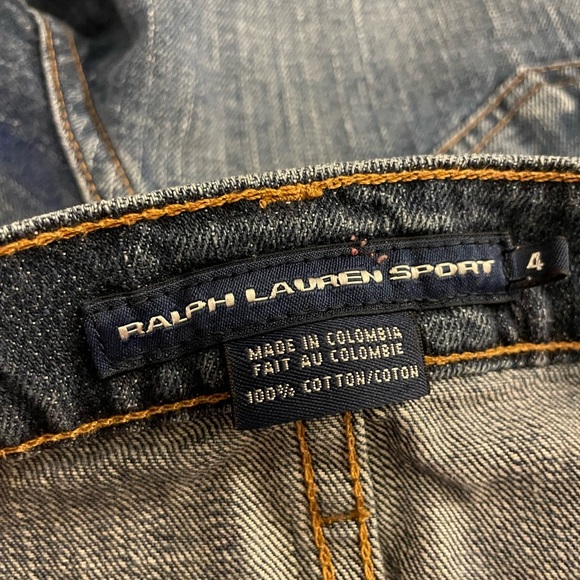 RALPH LAUREN SPORT
4
MADE IN COLOMBIA
FAIT AU COLOMBIE
100% COTTON/COTON